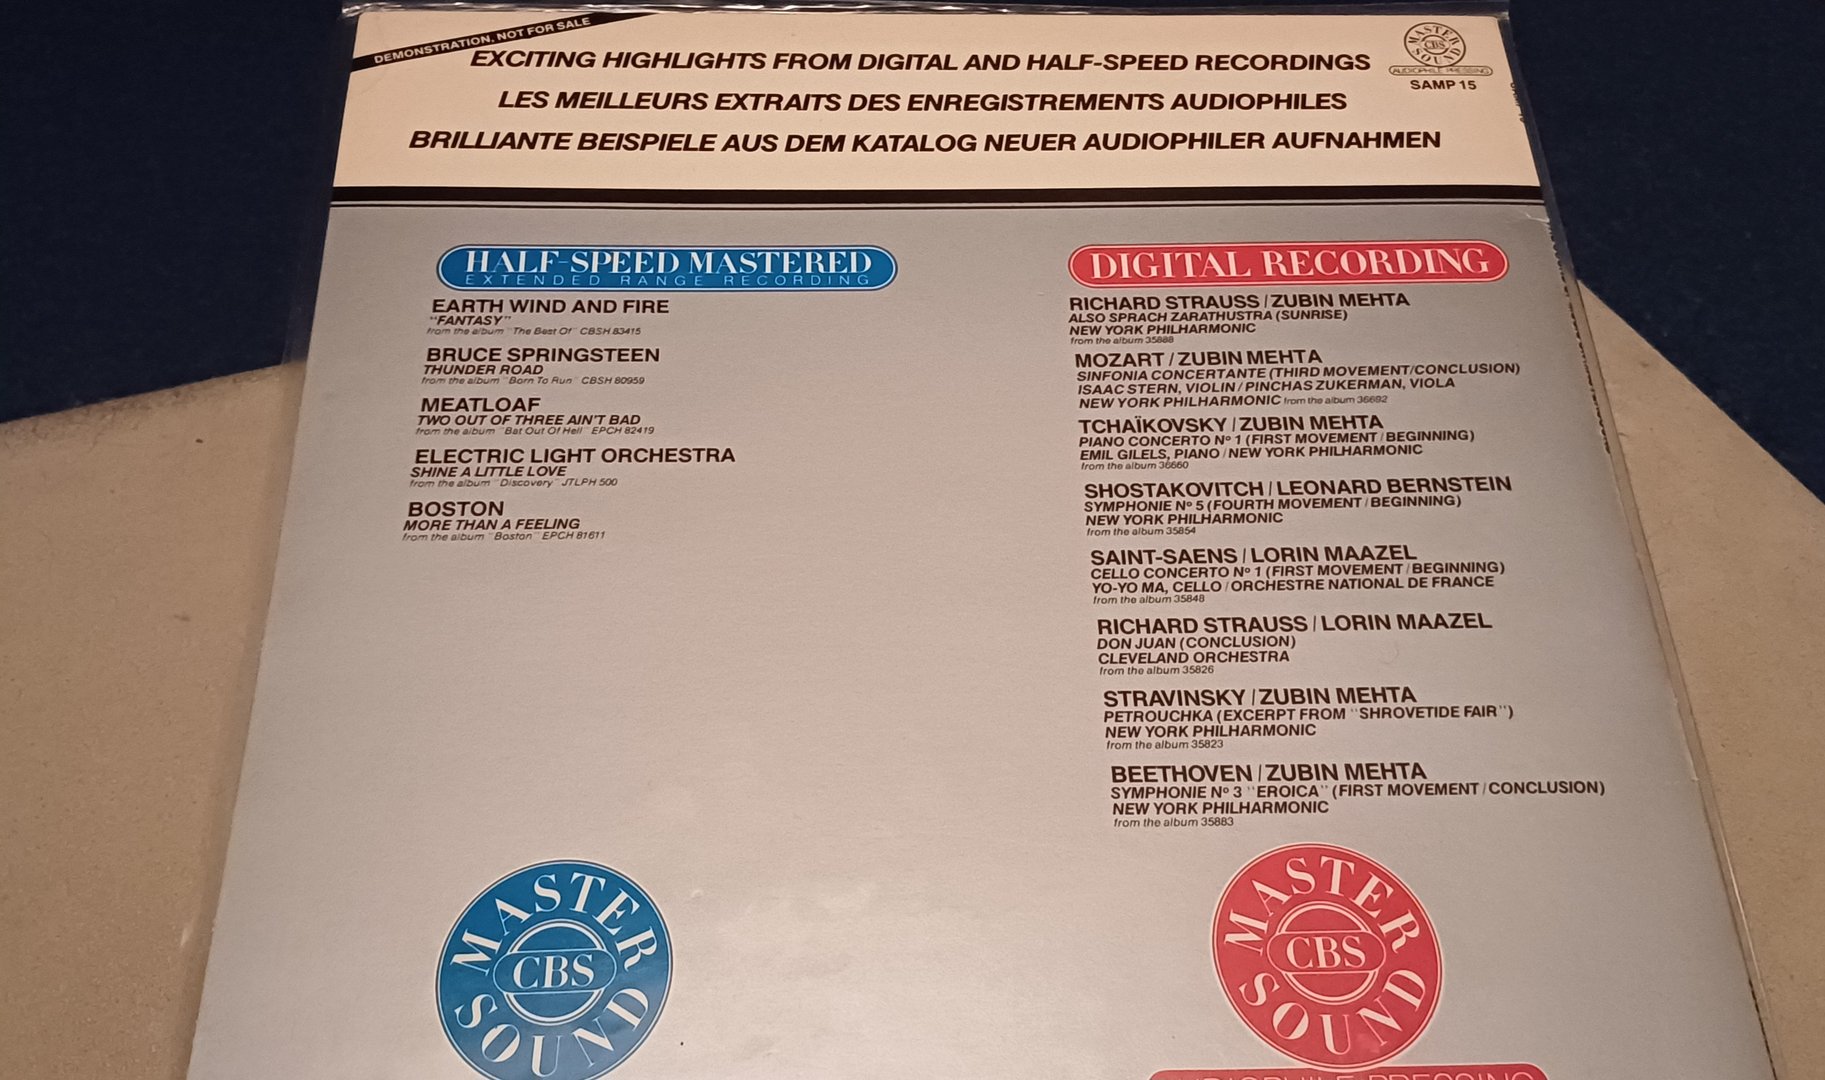 DEMONSTRATION, NOT FOR SALE
EXCITING HIGHLIGHTS FROM DIGITAL AND HALF-SPEED RECORDINGS
LES MEILLEURS EXTRAITS DES ENREGISTREMENTS AUDIOPHILES
BRILLIANTE BEISPIELE AUS DEM KATALOG NEUER AUDIOPHILER AUFNAHMEN
MASTER SOUND
CBS
AUDIOPHILE PRESSING
SAMP 15
HALF-SPEED MASTERED
EXTENDED RANGE RECORDING
EARTH WIND AND FIRE
"FANTASY"
from the album "The Best Of" CBSH 83415
BRUCE SPRINGSTEEN
THUNDER ROAD
from the album "Born To Run" CBSH 80959
MEATLOAF
TWO OUT OF THREE AIN'T BAD
from the album "Bat Out Of Hell" EPCH 82419
ELECTRIC LIGHT ORCHESTRA
SHINE A LITTLE LOVE
from the album "Discovery" JTLPH 500
BOSTON
MORE THAN A FEELING
from the album "Boston" EPCH 81611
DIGITAL RECORDING
RICHARD STRAUSS / ZUBIN MEHTA
ALSO SPRACH ZARATHUSTRA (SUNRISE)
NEW YORK PHILHARMONIC
from the album 35888
MOZART / ZUBIN MEHTA
SINFONIA CONCERTANTE (THIRD MOVEMENT/CONCLUSION)
ISAAC STERN, VIOLIN / PINCHAS ZUKERMAN, VIOLA
NEW YORK PHILHARMONIC from the album 36692
TCHAÏKOVSKY / ZUBIN MEHTA
PIANO CONCERTO Nº 1 (FIRST MOVEMENT / BEGINNING)
EMIL GILELS, PIANO / NEW YORK PHILHARMONIC
from the album 36660
SHOSTAKOVITCH / LEONARD BERNSTEIN
SYMPHONIE Nº 5 (FOURTH MOVEMENT / BEGINNING)
NEW YORK PHILHARMONIC
from the album 35854
SAINT-SAENS / LORIN MAAZEL
CELLO CONCERTO Nº 1 (FIRST MOVEMENT / BEGINNING)
YO-YO MA, CELLO / ORCHESTRE NATIONAL DE FRANCE
from the album 35848
RICHARD STRAUSS / LORIN MAAZEL
DON JUAN (CONCLUSION)
CLEVELAND ORCHESTRA
from the album 35826
STRAVINSKY / ZUBIN MEHTA
PETROUCHKA (EXCERPT FROM "SHROVETIDE FAIR")
NEW YORK PHILHARMONIC
from the album 35823
BEETHOVEN / ZUBIN MEHTA
SYMPHONIE Nº 3 "EROICA" (FIRST MOVEMENT / CONCLUSION)
NEW YORK PHILHARMONIC
from the album 35883
MASTER SOUND
CBS
MASTER SOUND
CBS
AUDIOPHILE PRESSING